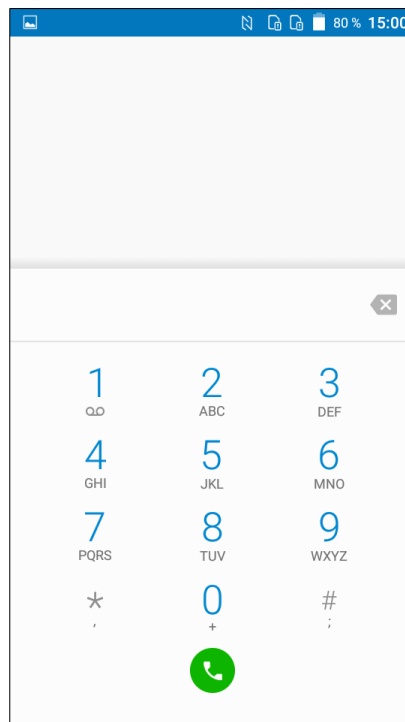 80 % 15:00
1 2 3
ABC DEF
4 5 6
GHI JKL MNO
7 8 9
PQRS TUV WXYZ
* 0 #
, + ;